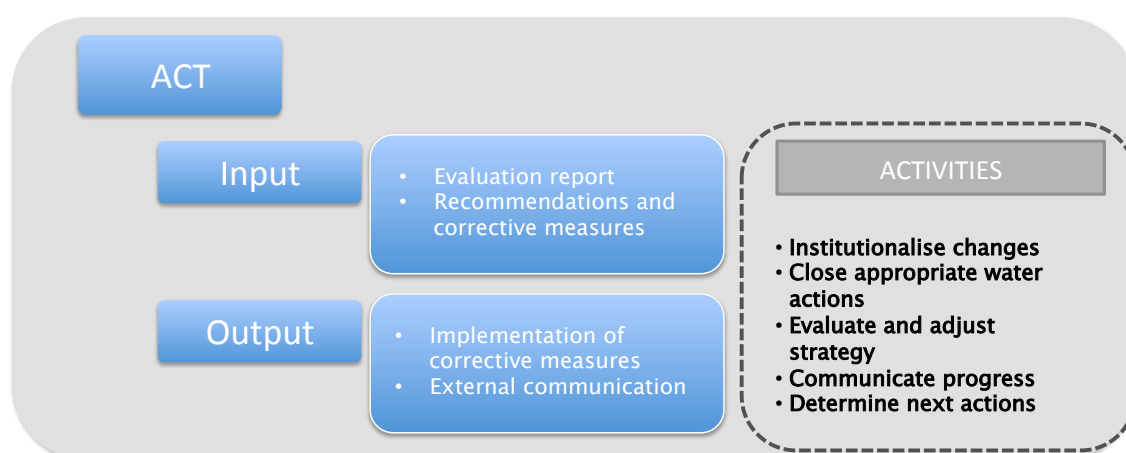 ACT
Input
• Evaluation report
• Recommendations and
corrective measures
Output
• Implementation of
corrective measures
• External communication
ACTIVITIES
• Institutionalise changes
• Close appropriate water
actions
• Evaluate and adjust
strategy
• Communicate progress
• Determine next actions